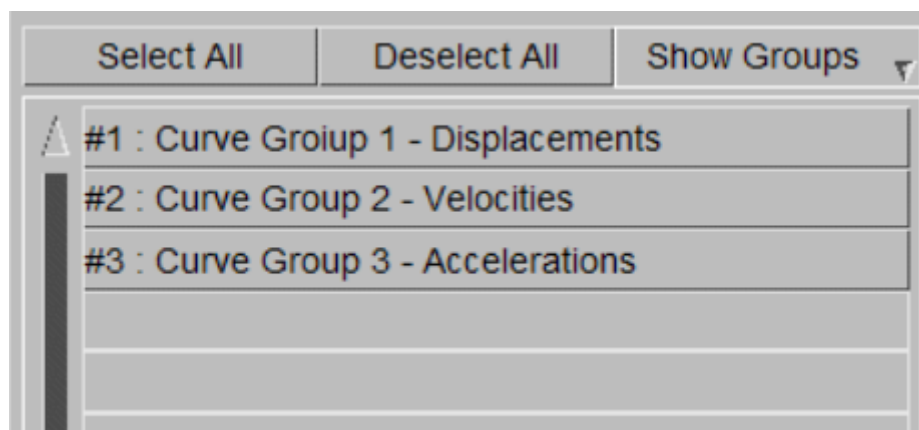 Select All Deselect All Show Groups
#1 : Curve Groiup 1 - Displacements
#2 : Curve Group 2 - Velocities
#3 : Curve Group 3 - Accelerations